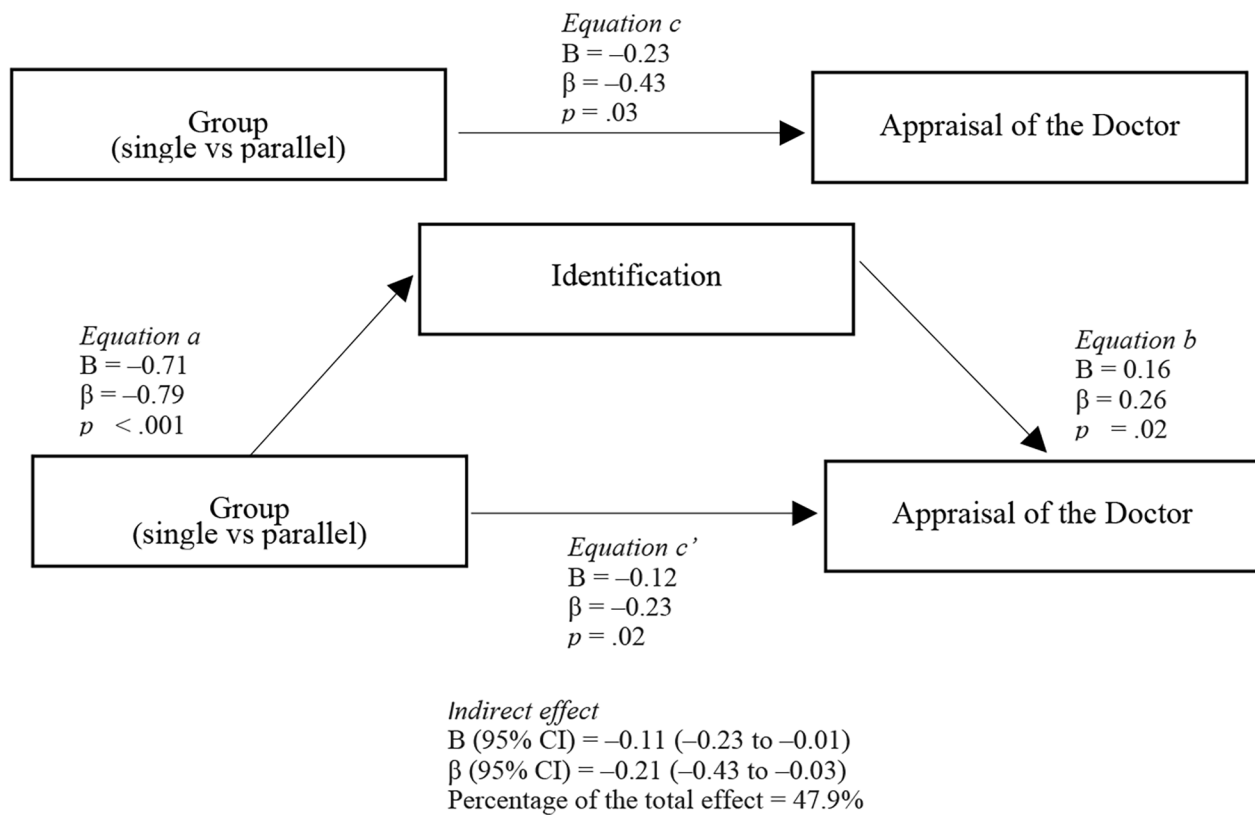 Equation c
B = –0.23
β = –0.43
p = .03
Group
(single vs parallel)
Appraisal of the Doctor
Identification
Equation a
B = –0.71
β = –0.79
p < .001
Equation b
B = 0.16
β = 0.26
p = .02
Group
(single vs parallel)
Appraisal of the Doctor
Equation c’
B = –0.12
β = –0.23
p = .02
Indirect effect
B (95% CI) = –0.11 (–0.23 to –0.01)
β (95% CI) = –0.21 (–0.43 to –0.03)
Percentage of the total effect = 47.9%